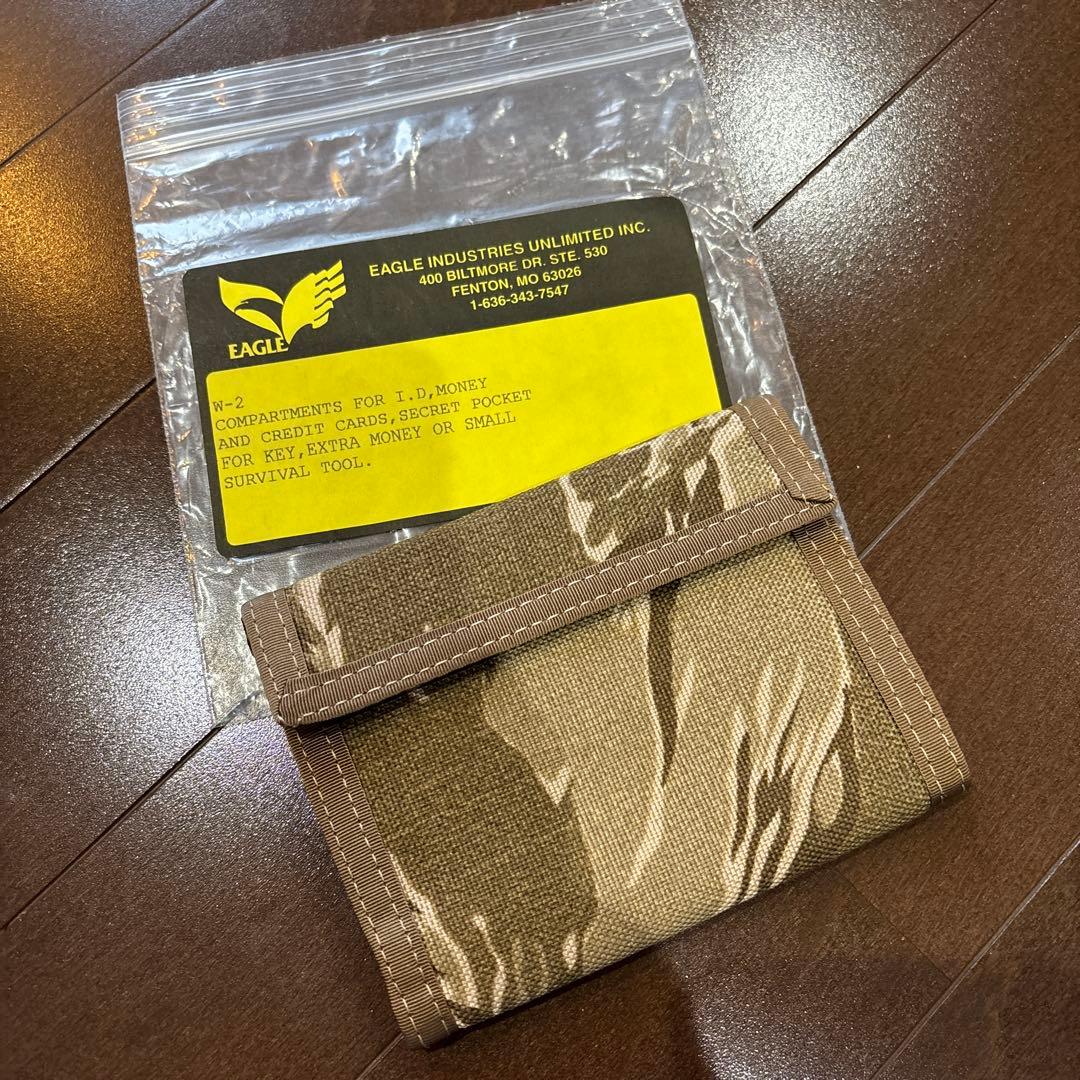 EAGLE INDUSTRIES UNLIMITED INC.
400 BILTMORE DR. STE. 530
FENTON, MO 63026
1-636-343-7547
EAGLE
W-2
COMPARTMENTS FOR I.D,MONEY
AND CREDIT CARDS,SECRET POCKET
FOR KEY,EXTRA MONEY OR SMALL
SURVIVAL TOOL.